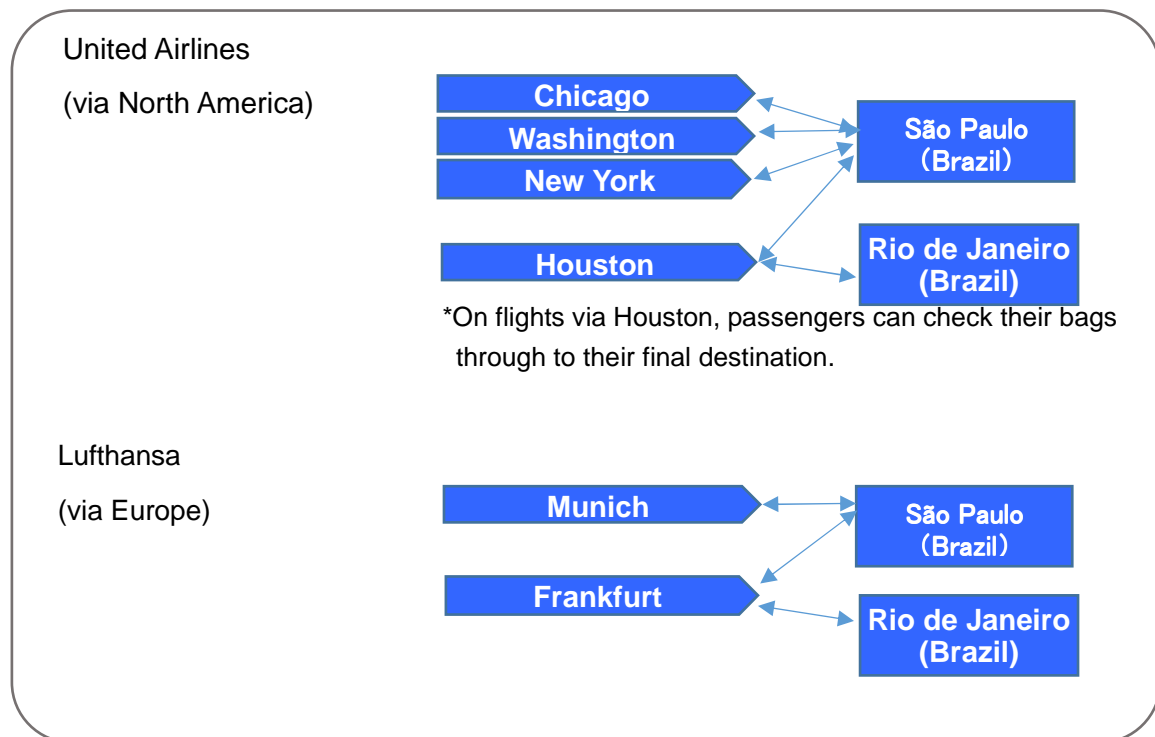 United Airlines
(via North America)
Chicago
Washington
New York
Houston
São Paulo
（Brazil）
Rio de Janeiro
(Brazil)
*On flights via Houston, passengers can check their bags
through to their final destination.
Lufthansa
(via Europe)
Munich
Frankfurt
São Paulo
（Brazil）
Rio de Janeiro
(Brazil)